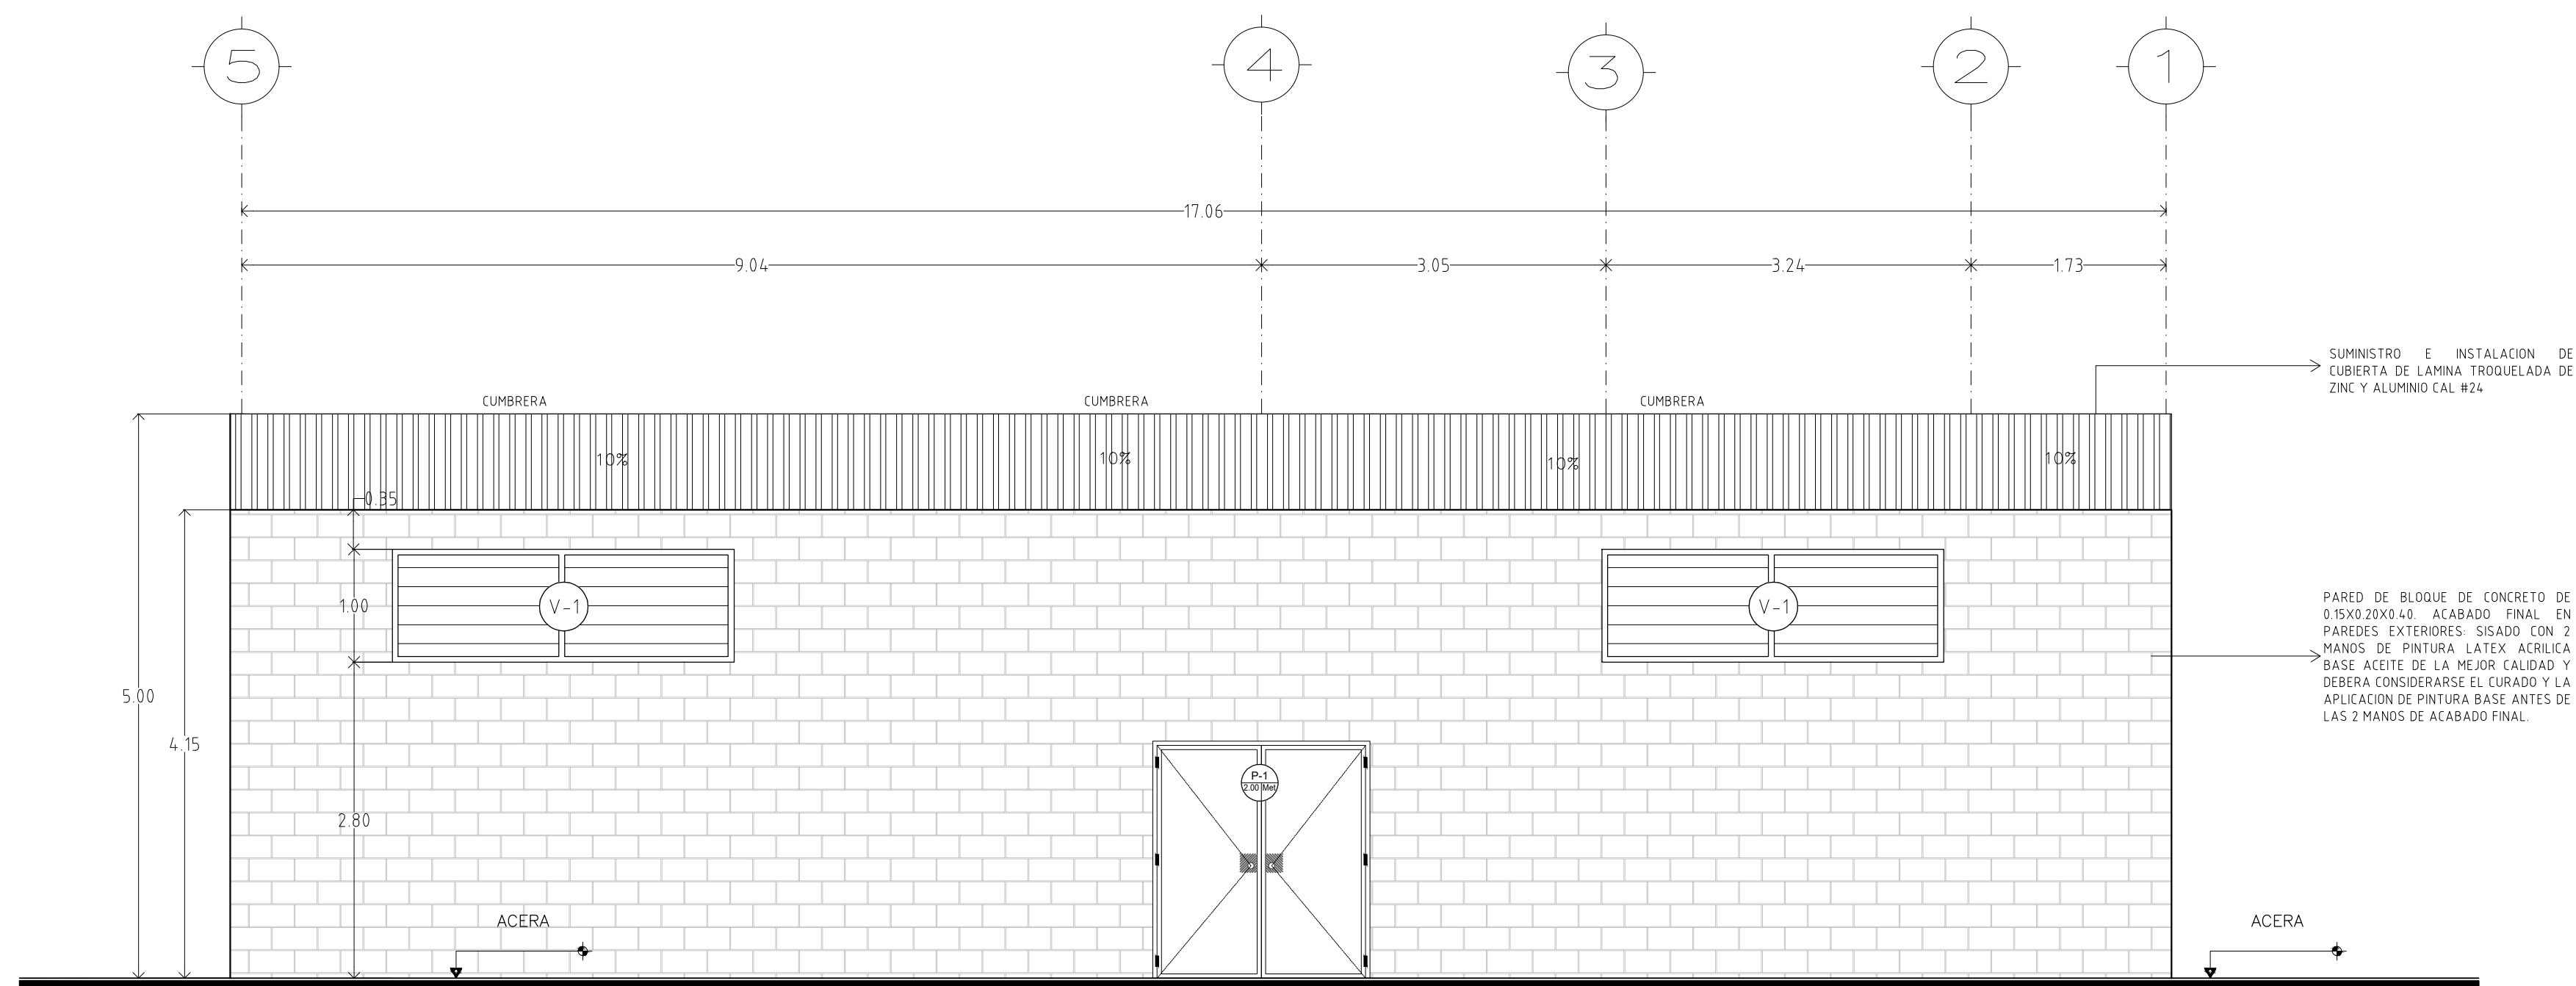 5
4
3
2
1
17.06
9.04
3.05
3.24
1.73
SUMINISTRO E INSTALACION DE
CUBIERTA DE LAMINA TROQUELADA DE
ZINC Y ALUMINIO CAL #24
CUMBRERA
CUMBRERA
CUMBRERA
10%
10%
10%
10%
0.35
1.00
V-1
V-1
PARED DE BLOQUE DE CONCRETO DE
0.15X0.20X0.40. ACABADO FINAL EN
PAREDES EXTERIORES: SISADO CON 2
MANOS DE PINTURA LATEX ACRILICA
BASE ACEITE DE LA MEJOR CALIDAD Y
DEBERA CONSIDERARSE EL CURADO Y LA
APLICACION DE PINTURA BASE ANTES DE
LAS 2 MANOS DE ACABADO FINAL.
5.00
4.15
P-1
2.00 Met
2.80
ACERA
ACERA